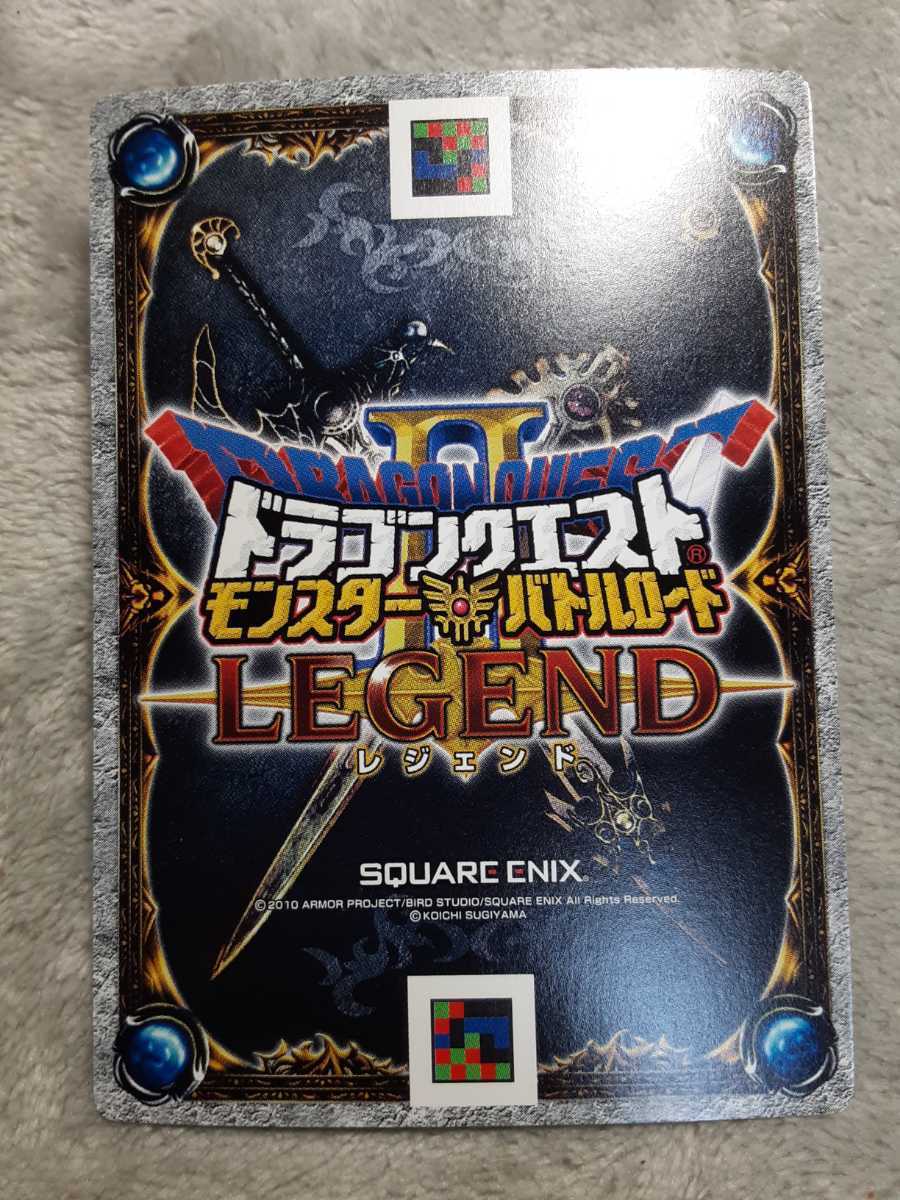 DRAGON QUEST
II
ドラゴンクエスト®
モンスター バトルロード
LEGEND
レジェンド
SQUARE ENIX
©2010 ARMOR PROJECT/BIRD STUDIO/SQUARE ENIX All Rights Reserved.
©KOICHI SUGIYAMA